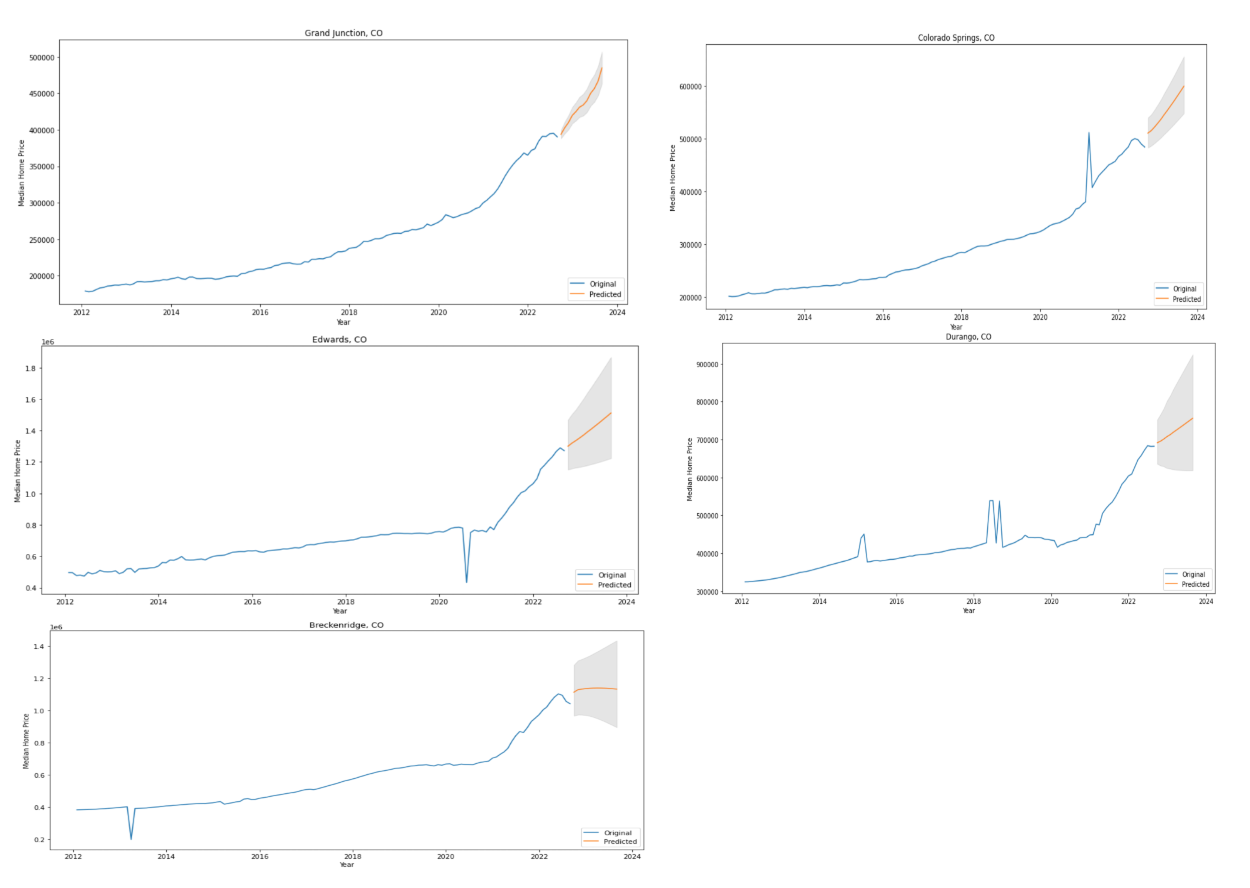 Grand Junction, CO
500000
450000
400000
350000
300000
250000
200000
Median Home Price
2012 2014 2016 2018 2020 2022 2024
Year
Original
Predicted
Colorado Springs, CO
600000
500000
400000
300000
200000
Median Home Price
2012 2014 2016 2018 2020 2022 2024
Year
Original
Predicted
Edwards, CO
1e6
1.8
1.6
1.4
1.2
1.0
0.8
0.6
0.4
Median Home Price
2012 2014 2016 2018 2020 2022 2024
Year
Original
Predicted
Durango, CO
900000
800000
700000
600000
500000
400000
300000
Median Home Price
2012 2014 2016 2018 2020 2022 2024
Year
Original
Predicted
Breckenridge, CO
1e6
1.4
1.2
1.0
0.8
0.6
0.4
0.2
Median Home Price
2012 2014 2016 2018 2020 2022 2024
Year
Original
Predicted